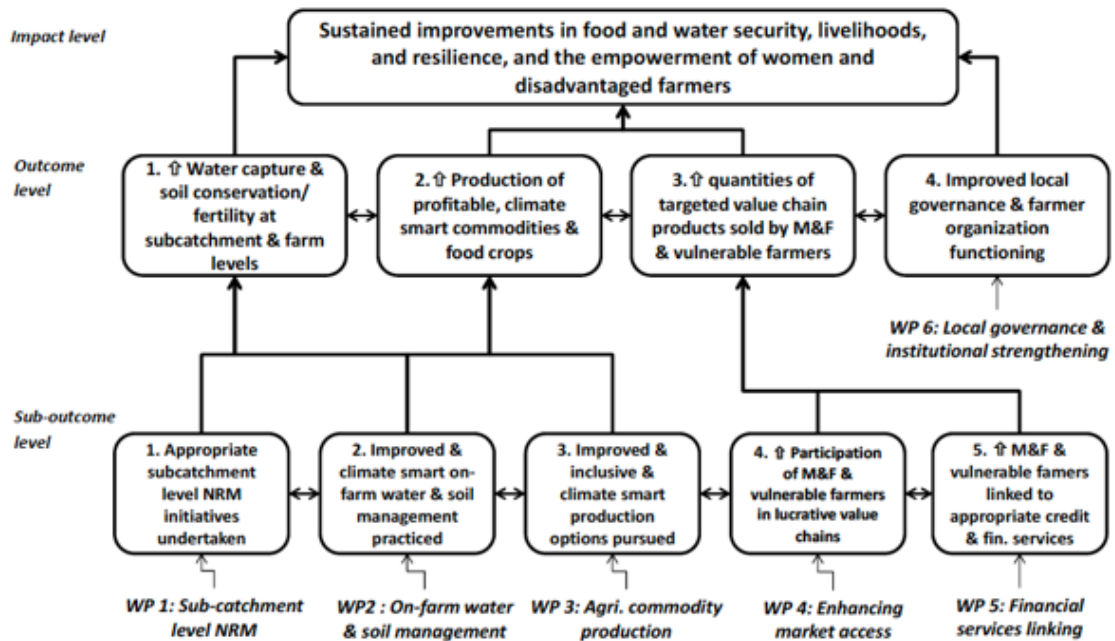 Impact level
Sustained improvements in food and water security, livelihoods,
and resilience, and the empowerment of women and
disadvantaged farmers
Outcome
level
1. ⇧ Water capture &
soil conservation/
fertility at
subcatchment & farm
levels
2. ⇧ Production of
profitable, climate
smart commodities &
food crops
3. ⇧ quantities of
targeted value chain
products sold by M&F
& vulnerable farmers
4. Improved local
governance & farmer
organization
functioning
WP 6: Local governance &
institutional strengthening
Sub-outcome
level
1. Appropriate
subcatchment
level NRM
initiatives
undertaken
2. Improved &
climate smart on-
farm water & soil
management
practiced
3. Improved &
inclusive &
climate smart
production
options pursued
4. ⇧ Participation
of M&F &
vulnerable farmers
in lucrative value
chains
5. ⇧ M&F &
vulnerable famers
linked to
appropriate credit
& fin. services
WP 1: Sub-catchment
level NRM
WP2 : On-farm water
& soil management
WP 3: Agri. commodity
production
WP 4: Enhancing
market access
WP 5: Financial
services linking